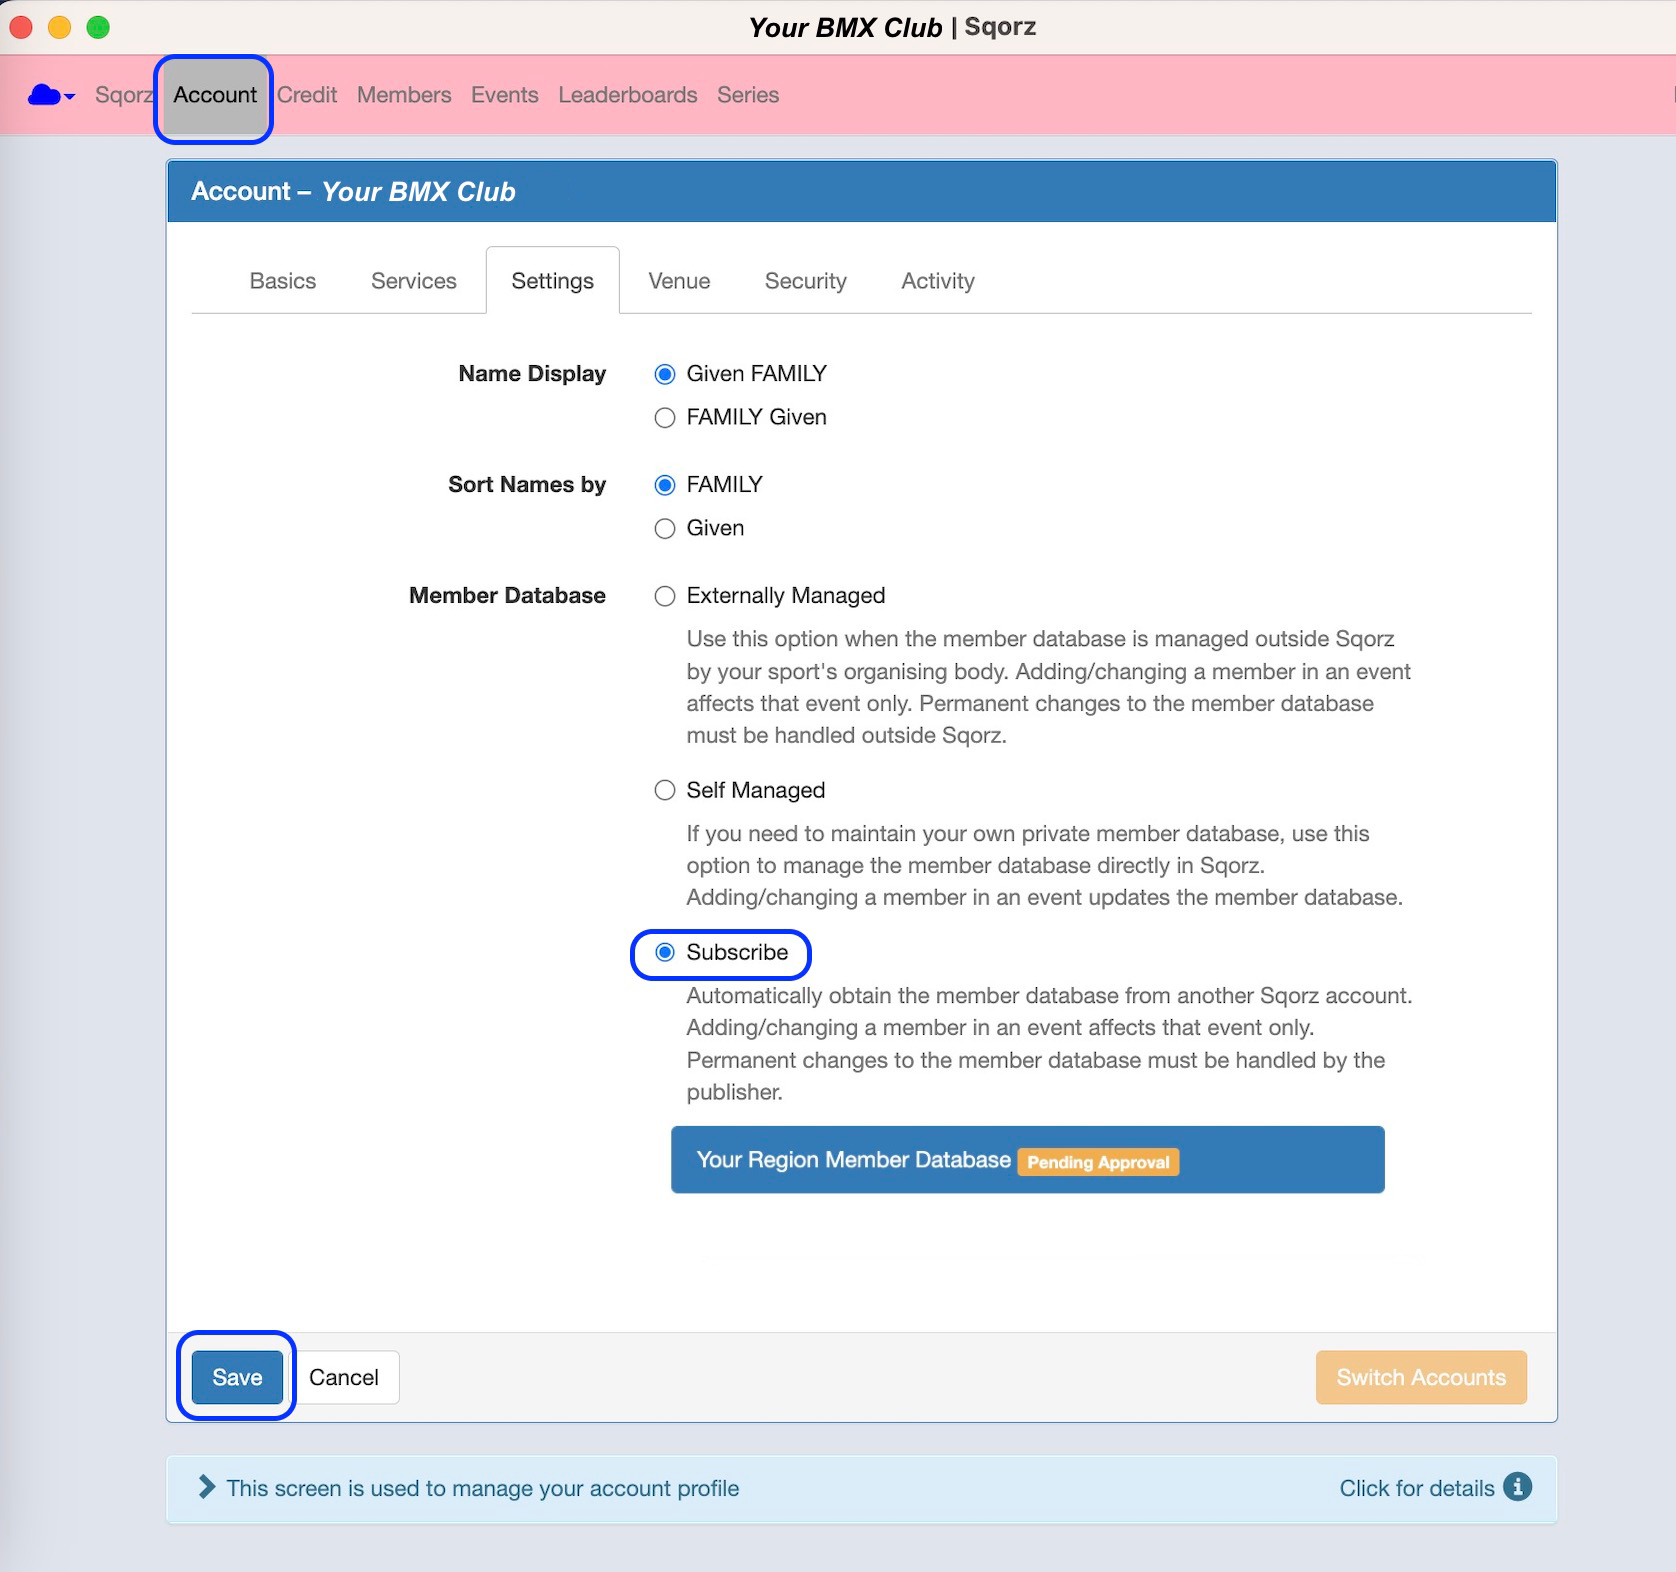 Your BMX Club | Sqorz
Sqorz Account Credit Members Events Leaderboards Series
Account – Your BMX Club
Basics Services Settings Venue Security Activity
Name Display Given FAMILY
FAMILY Given
Sort Names by FAMILY
Given
Member Database Externally Managed
Use this option when the member database is managed outside Sqorz
by your sport's organising body. Adding/changing a member in an event
affects that event only. Permanent changes to the member database
must be handled outside Sqorz.
Self Managed
If you need to maintain your own private member database, use this
option to manage the member database directly in Sqorz.
Adding/changing a member in an event updates the member database.
Subscribe
Automatically obtain the member database from another Sqorz account.
Adding/changing a member in an event affects that event only.
Permanent changes to the member database must be handled by the
publisher.
Your Region Member Database Pending Approval
Save Cancel Switch Accounts
This screen is used to manage your account profile Click for details